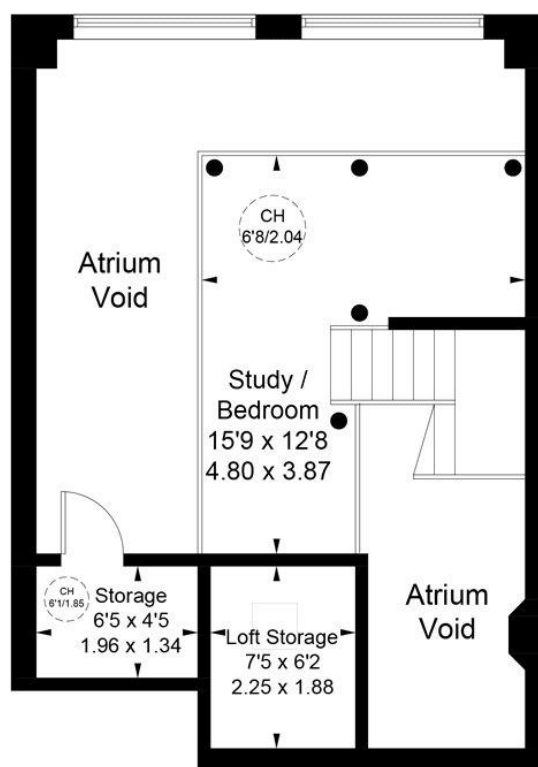 CH
6'8/2.04
Atrium
Void
Study /
Bedroom
15'9 x 12'8
4.80 x 3.87
CH
6'1/1.85
Storage
6'5 x 4'5
1.96 x 1.34
Loft Storage
7'5 x 6'2
2.25 x 1.88
Atrium
Void